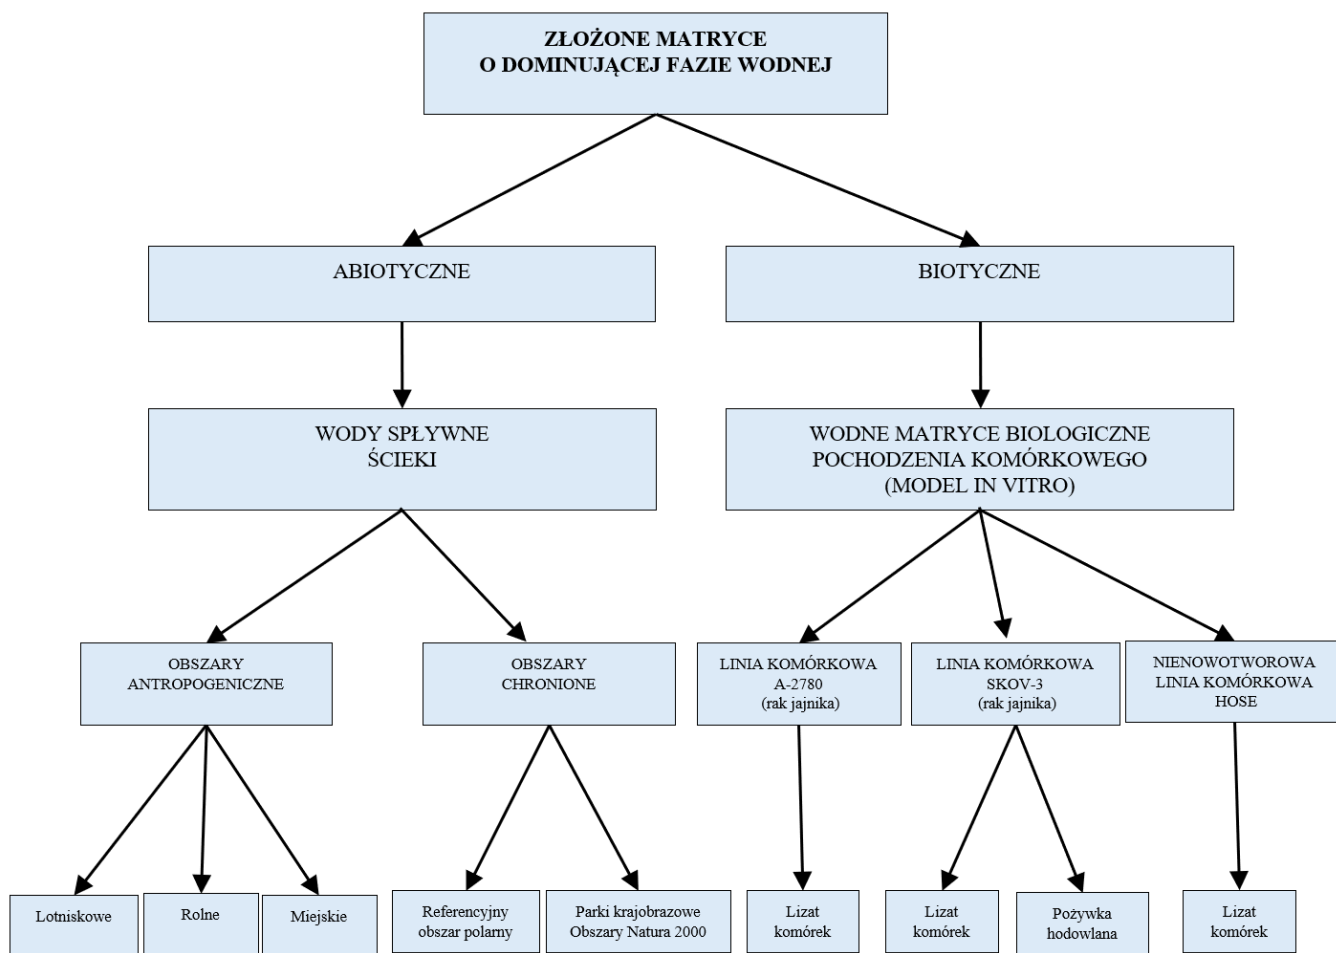 ZŁOŻONE MATRYCE
O DOMINUJĄCEJ FAZIE WODNEJ
ABIOTYCZNE
BIOTYCZNE
WODY SPŁYWNE
ŚCIEKI
WODNE MATRYCE BIOLOGICZNE
POCHODZENIA KOMÓRKOWEGO
(MODEL IN VITRO)
OBSZARY
ANTROPOGENICZNE
OBSZARY
CHRONIONE
LINIA KOMÓRKOWA
A-2780
(rak jajnika)
LINIA KOMÓRKOWA
SKOV-3
(rak jajnika)
NIENOWOTWOROWA
LINIA KOMÓRKOWA
HOSE
Lotniskowe
Rolne
Miejskie
Referencyjny
obszar polarny
Parki krajobrazowe
Obszary Natura 2000
Lizat
komórek
Lizat
komórek
Pożywka
hodowlana
Lizat
komórek